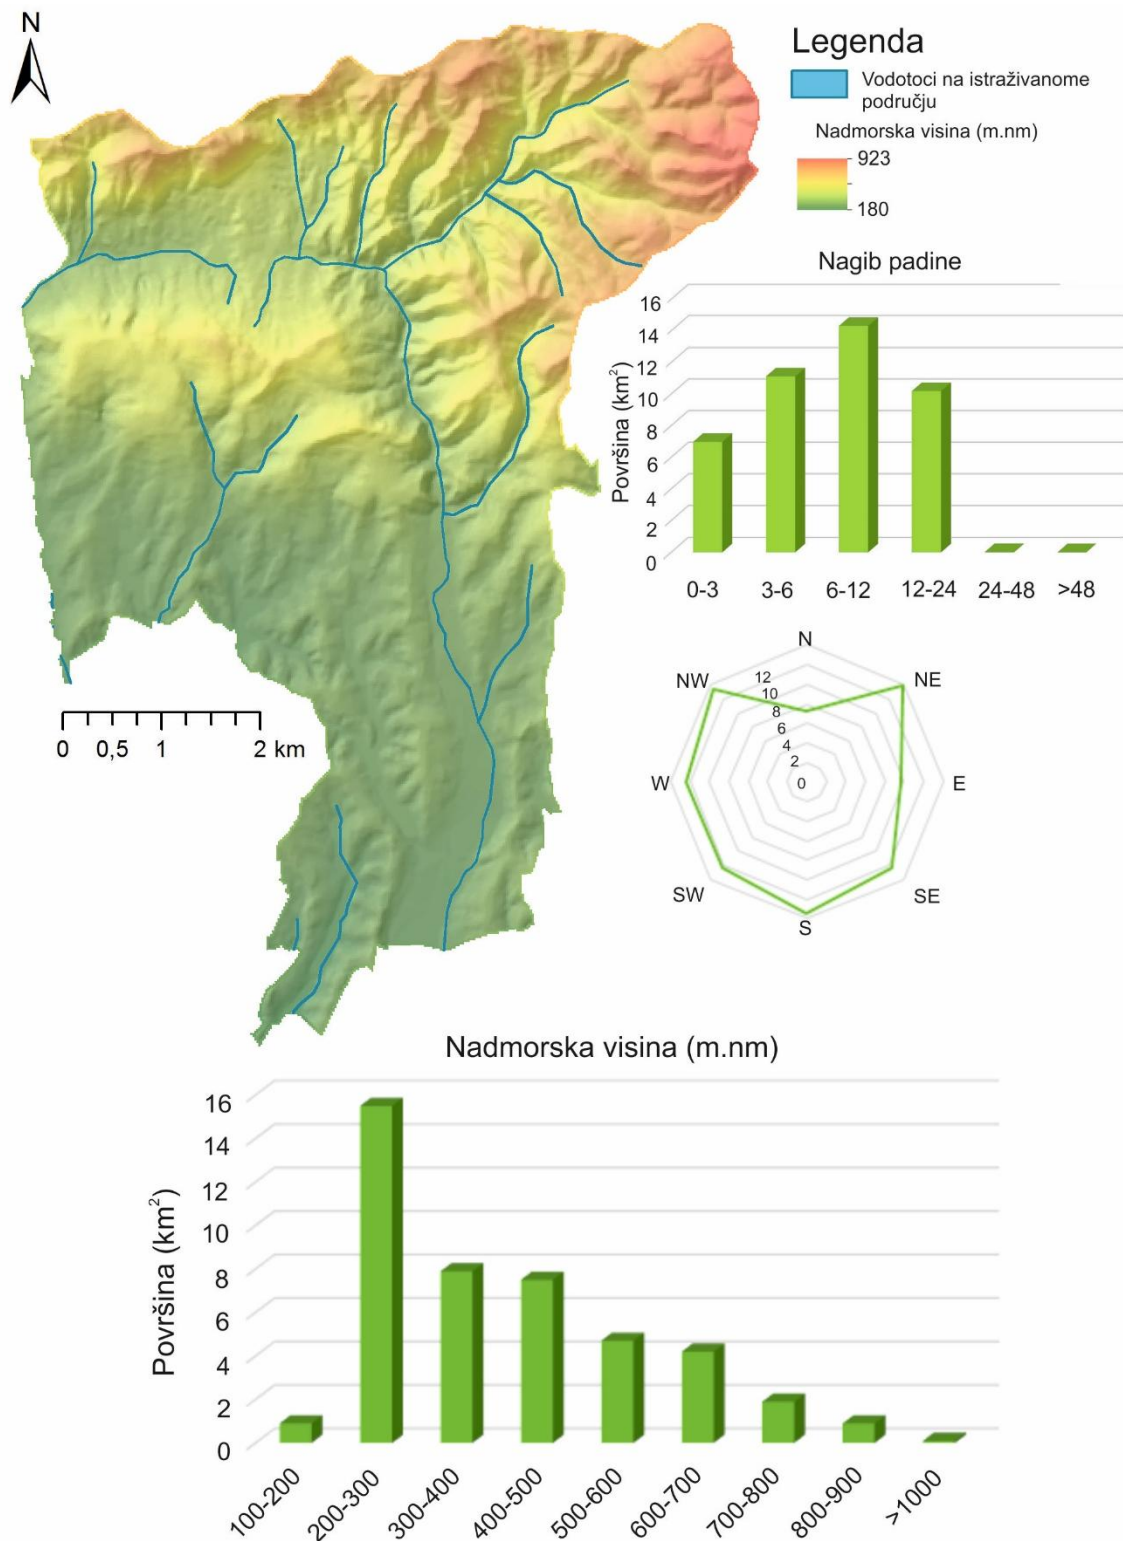 N
Legenda
Vodotoci na istraživanome
području
Nadmorska visina (m.nm)
923
180
Nagib padine
Površina (km²)
16
14
12
10
8
6
4
2
0
0-3 3-6 6-12 12-24 24-48 >48
N
NE
E
SE
S
SW
W
NW
12
10
8
6
4
2
0
0 0,5 1 2 km
Nadmorska visina (m.nm)
Površina (km²)
16
14
12
10
8
6
4
2
0
100-200 200-300 300-400 400-500 500-600 600-700 700-800 800-900 >1000